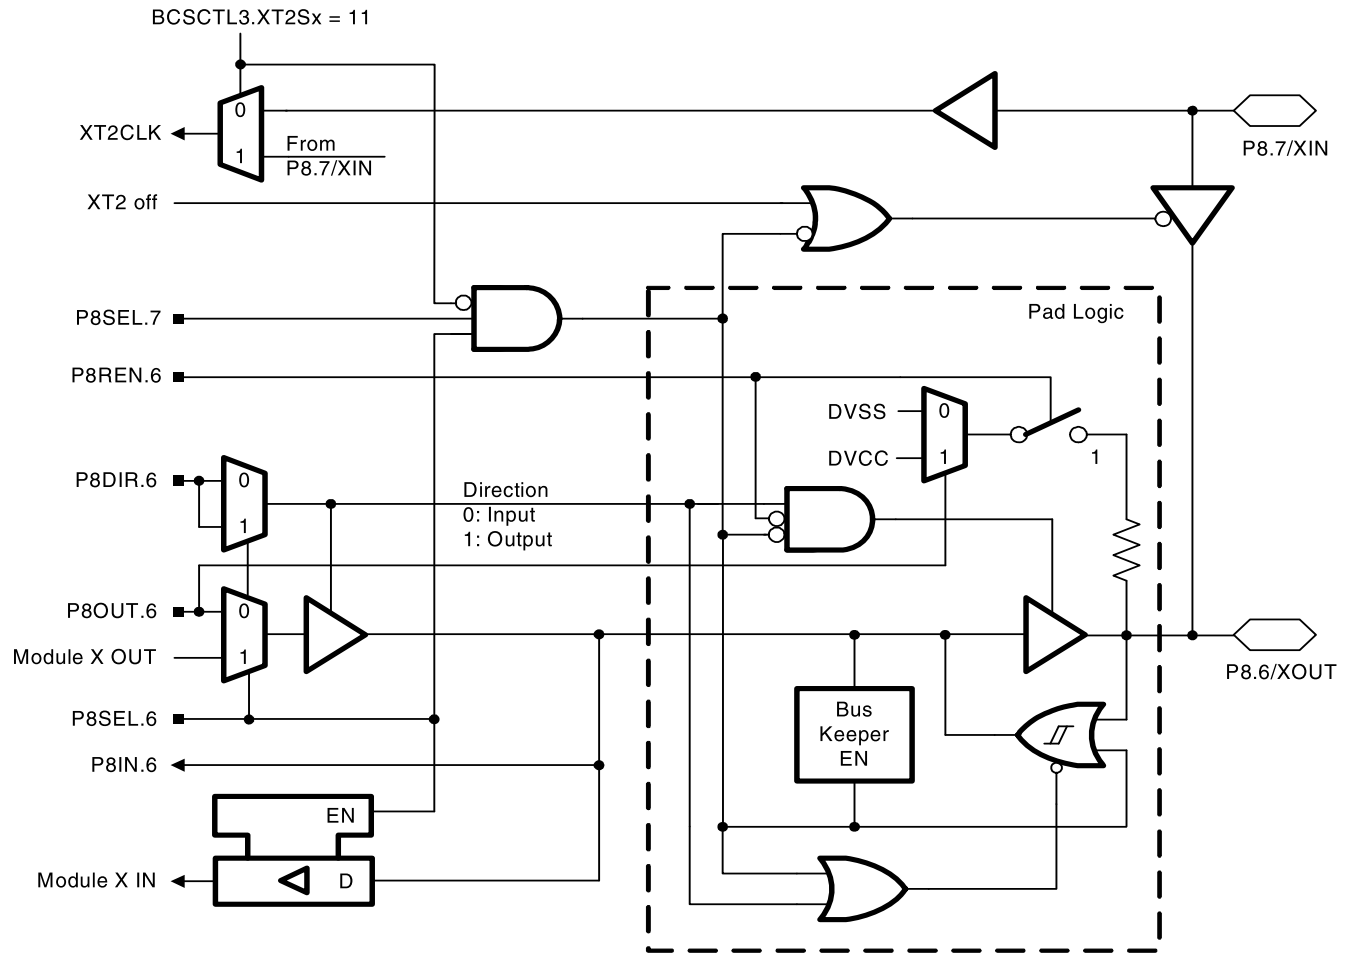 BCSCTL3.XT2Sx = 11
0
XT2CLK
1
From
P8.7/XIN
P8.7/XIN
XT2 off
Pad Logic
P8SEL.7
P8REN.6
DVSS
0
DVCC
1
1
P8DIR.6
0
1
Direction
0: Input
1: Output
P8OUT.6
0
Module X OUT
1
P8.6/XOUT
P8SEL.6
Bus
Keeper
EN
P8IN.6
EN
Module X IN
D